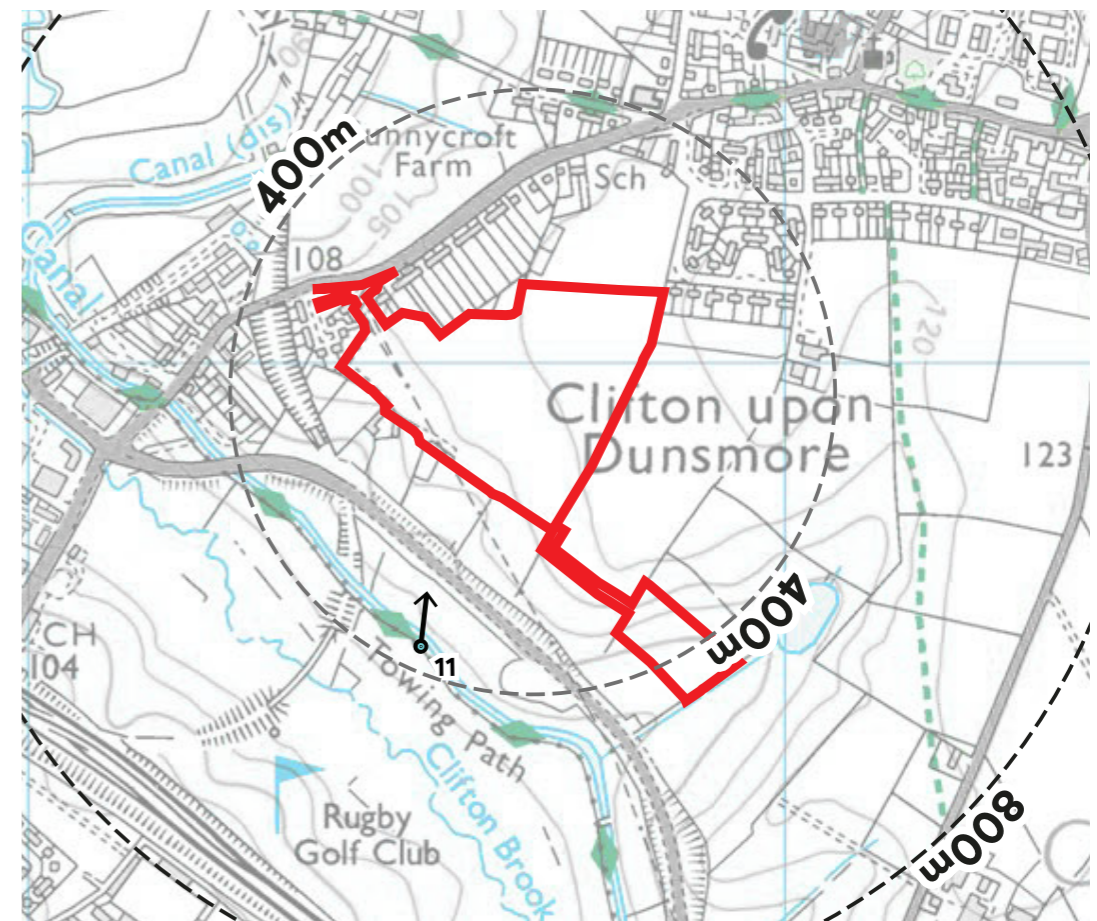 90
Canal (dis)
400m
unnycroft
Farm
100
105
Sch
108
Canal
120
Clifton upon
Dunsmore
123
400m
CH
104
11
Towing Path
Clifton Brook
Rugby
Golf Club
800m